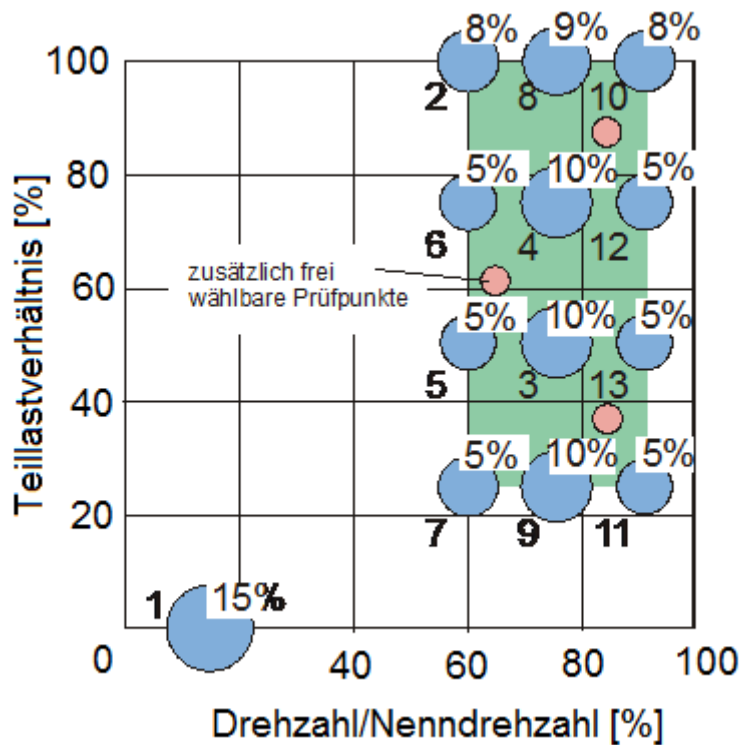 8% 9% 8%
100
2 8 10
80
5% 10% 5%
6 4 12
zusätzlich frei
wählbare Prüfpunkte
60
5% 10% 5%
40
5 3 13
5% 10% 5%
20
7 9 11
1 15%
0 40 60 80 100
Teillastverhältnis [%]
Drehzahl/Nenndrehzahl [%]